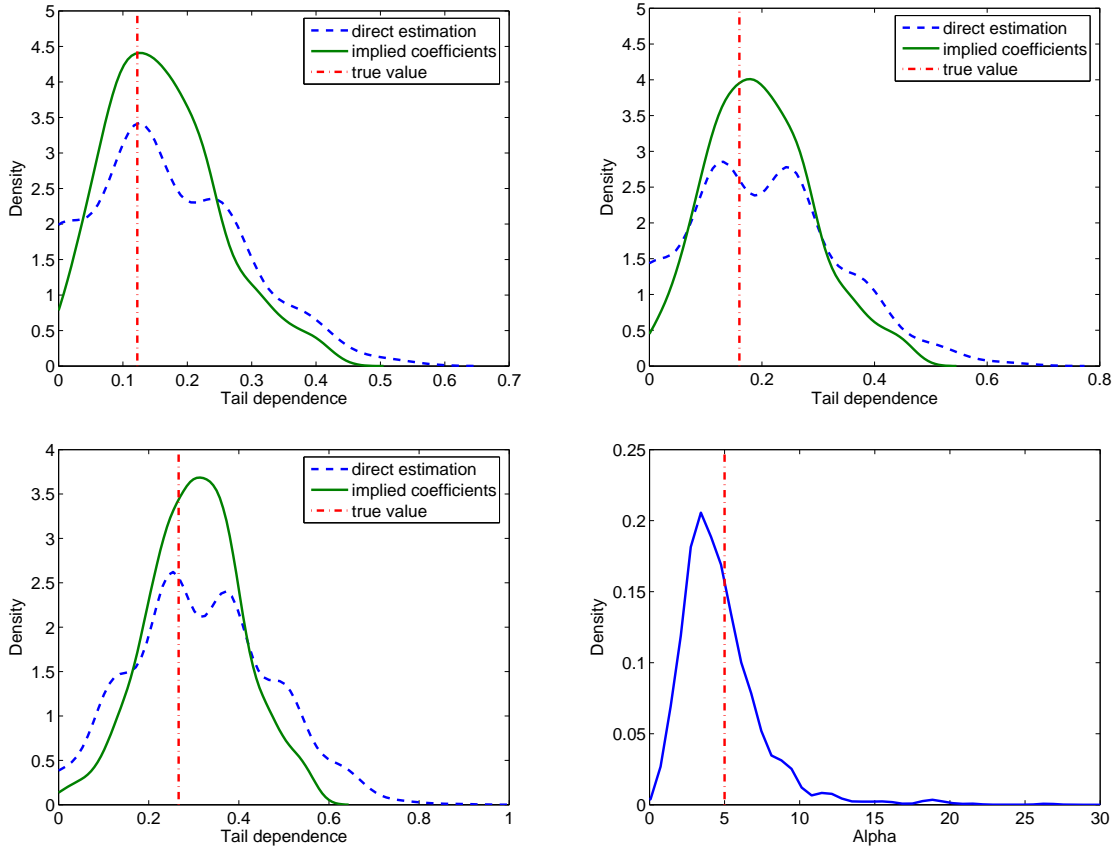 5
4.5
4
3.5
3
2.5
2
1.5
1
0.5
0
Density
direct estimation
implied coefficients
true value
0 0.1 0.2 0.3 0.4 0.5 0.6 0.7
Tail dependence
5
4.5
4
3.5
3
2.5
2
1.5
1
0.5
0
Density
direct estimation
implied coefficients
true value
0 0.2 0.4 0.6 0.8
Tail dependence
4
3.5
3
2.5
2
1.5
1
0.5
0
Density
direct estimation
implied coefficients
true value
0 0.2 0.4 0.6 0.8 1
Tail dependence
0.25
0.2
0.15
0.1
0.05
0
Density
0 5 10 15 20 25 30
Alpha